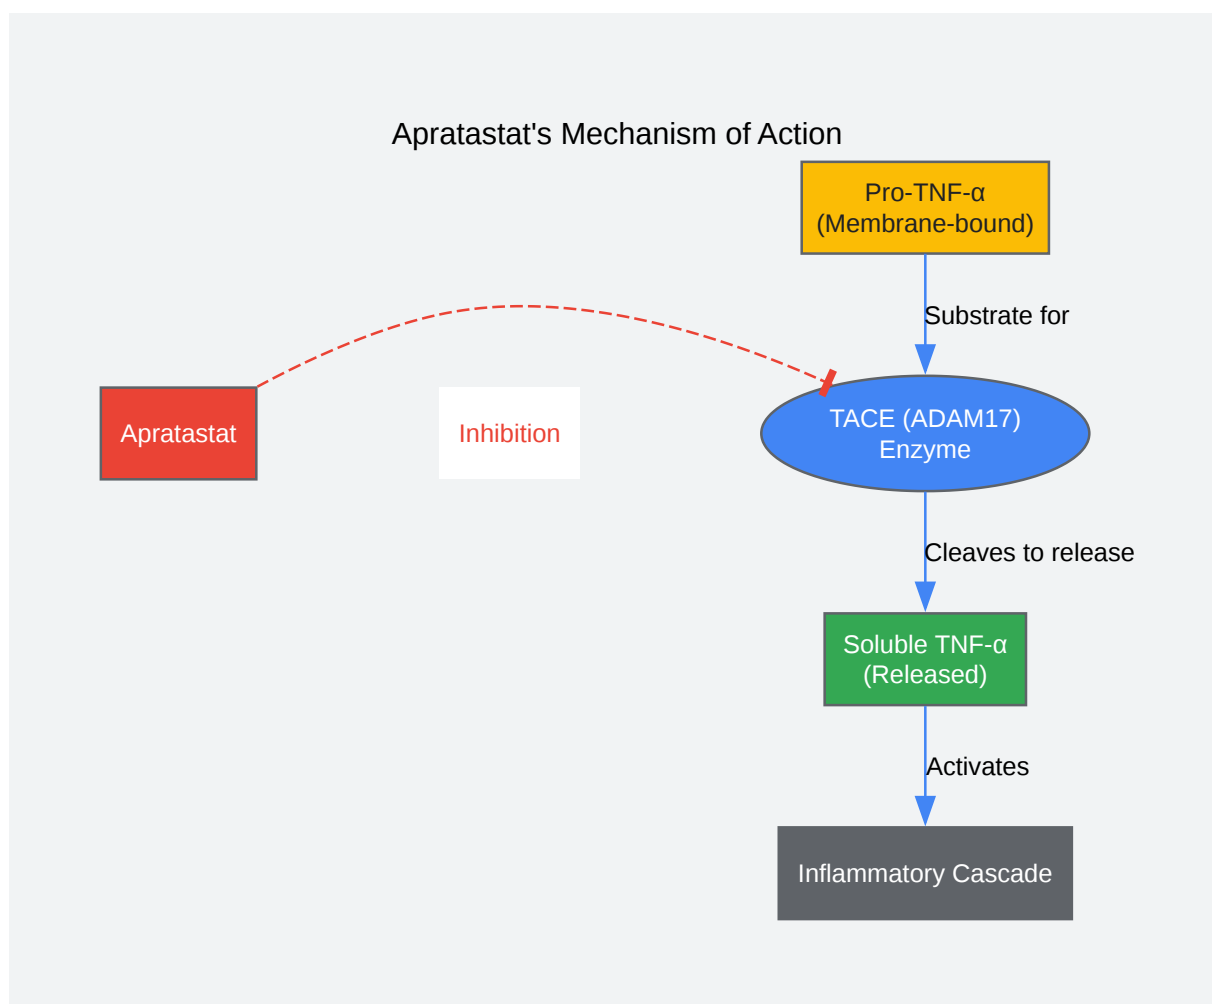 Apratastat's Mechanism of Action
Pro-TNF-α
(Membrane-bound)
Substrate for
Apratastat
Inhibition
TACE (ADAM17)
Enzyme
Cleaves to release
Soluble TNF-α
(Released)
Activates
Inflammatory Cascade